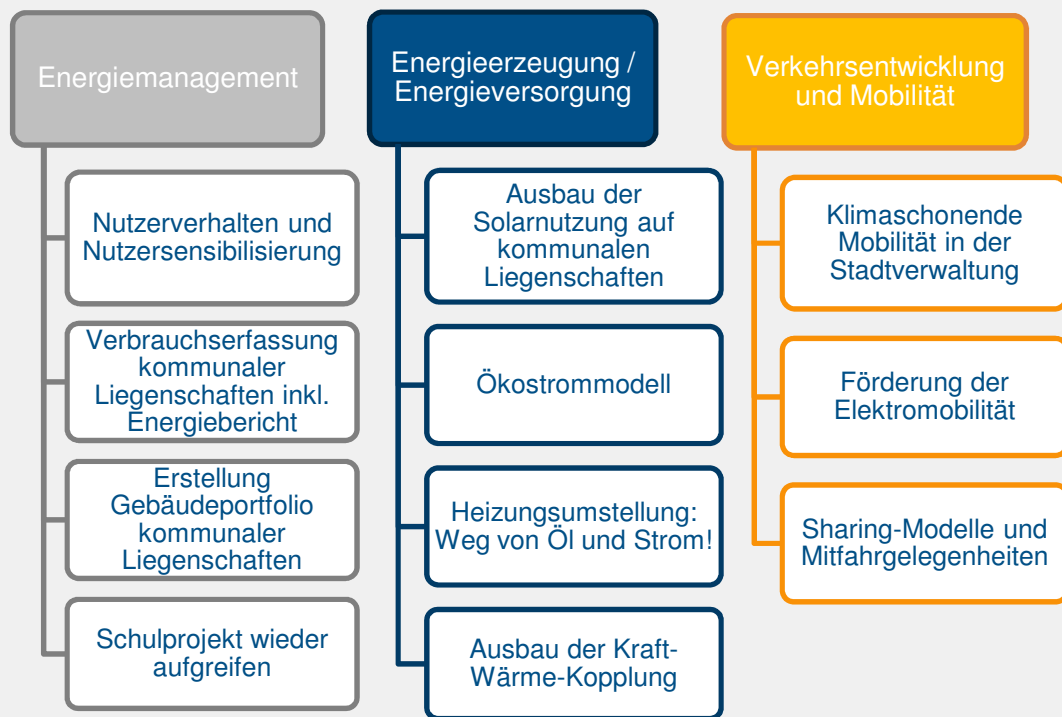 Energiemanagement
Nutzerverhalten und
Nutzersensibilisierung
Verbrauchserfassung
kommunaler
Liegenschaften inkl.
Energiebericht
Erstellung
Gebäudeportfolio
kommunaler
Liegenschaften
Schulprojekt wieder
aufgreifen
Energieerzeugung /
Energieversorgung
Ausbau der
Solarnutzung auf
kommunalen
Liegenschaften
Ökostrommodell
Heizungsumstellung:
Weg von Öl und Strom!
Ausbau der Kraft-
Wärme-Kopplung
Verkehrsentwicklung
und Mobilität
Klimaschonende
Mobilität in der
Stadtverwaltung
Förderung der
Elektromobilität
Sharing-Modelle und
Mitfahrgelegenheiten